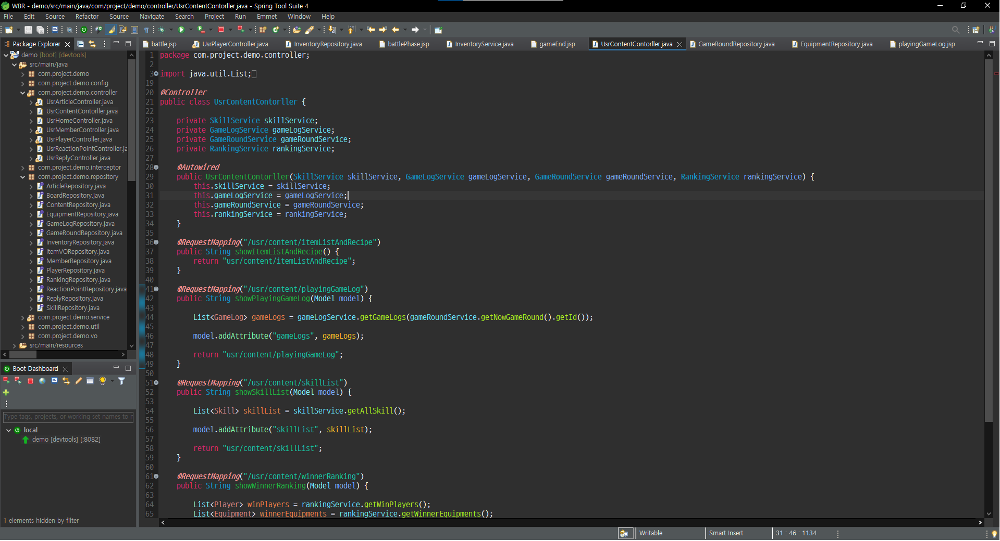 WBR - demo/src/main/java/com/project/demo/controller/UsrContentContorller.java - Spring Tool Suite 4
File Edit Source Refactor Source Navigate Search Project Run Emmet Window Help
Package Explorer
battle.jsp UsrPlayerController.java InventoryRepository.java battlePhase.jsp InventoryService.java gameEnd.jsp UsrContentContorller.java GameRoundRepository.java EquipmentRepository.java playingGameLog.jsp
demo [boot] [devtools]
src/main/java
com.project.demo
com.project.demo.config
com.project.demo.controller
UsrArticleController.java
UsrContentContorller.java
UsrHomeController.java
UsrMemberController.java
UsrPlayerController.java
UsrReactionPointController.ja
UsrReplyController.java
com.project.demo.interceptor
com.project.demo.repository
ArticleRepository.java
BoardRepository.java
ContentRepository.java
EquipmentRepository.java
GameLogRepository.java
GameRoundRepository.java
InventoryRepository.java
ItemVORepository.java
MemberRepository.java
PlayerRepository.java
RankingRepository.java
ReactionPointRepository.java
ReplyRepository.java
SkillRepository.java
com.project.demo.service
com.project.demo.util
com.project.demo.vo
src/main/resources
Boot Dashboard
Type tags, projects, or working set names to r
local
demo [devtools] [:8082]
1 elements hidden by filter
1 package com.project.demo.controller;
2
3 import java.util.List;
19
20 @Controller
21 public class UsrContentContorller {
22
23 private SkillService skillService;
24 private GameLogService gameLogService;
25 private GameRoundService gameRoundService;
26 private RankingService rankingService;
27
28 @Autowired
29 public UsrContentContorller(SkillService skillService, GameLogService gameLogService, GameRoundService gameRoundService, RankingService rankingService) {
30 this.skillService = skillService;
31 this.gameLogService = gameLogService;
32 this.gameRoundService = gameRoundService;
33 this.rankingService = rankingService;
34 }
35
36 @RequestMapping("/usr/content/itemListAndRecipe")
37 public String showItemListAndRecipe() {
38 return "usr/content/itemListAndRecipe";
39 }
40
41 @RequestMapping("/usr/content/playingGameLog")
42 public String showPlayingGameLog(Model model) {
43
44 List<GameLog> gameLogs = gameLogService.getGameLogs(gameRoundService.getNowGameRound().getId());
45
46 model.addAttribute("gameLogs", gameLogs);
47
48 return "usr/content/playingGameLog";
49 }
50
51 @RequestMapping("/usr/content/skillList")
52 public String showSkillList(Model model) {
53
54 List<Skill> skillList = skillService.getAllSkill();
55
56 model.addAttribute("skillList", skillList);
57
58 return "usr/content/skillList";
59 }
60
61 @RequestMapping("/usr/content/winnerRanking")
62 public String showWinnerRanking(Model model) {
63
64 List<Player> winPlayers = rankingService.getWinPlayers();
65 List<Equipment> winnerEquipments = rankingService.getWinnerEquipments();
Writable Smart Insert 31 : 46 : 1134